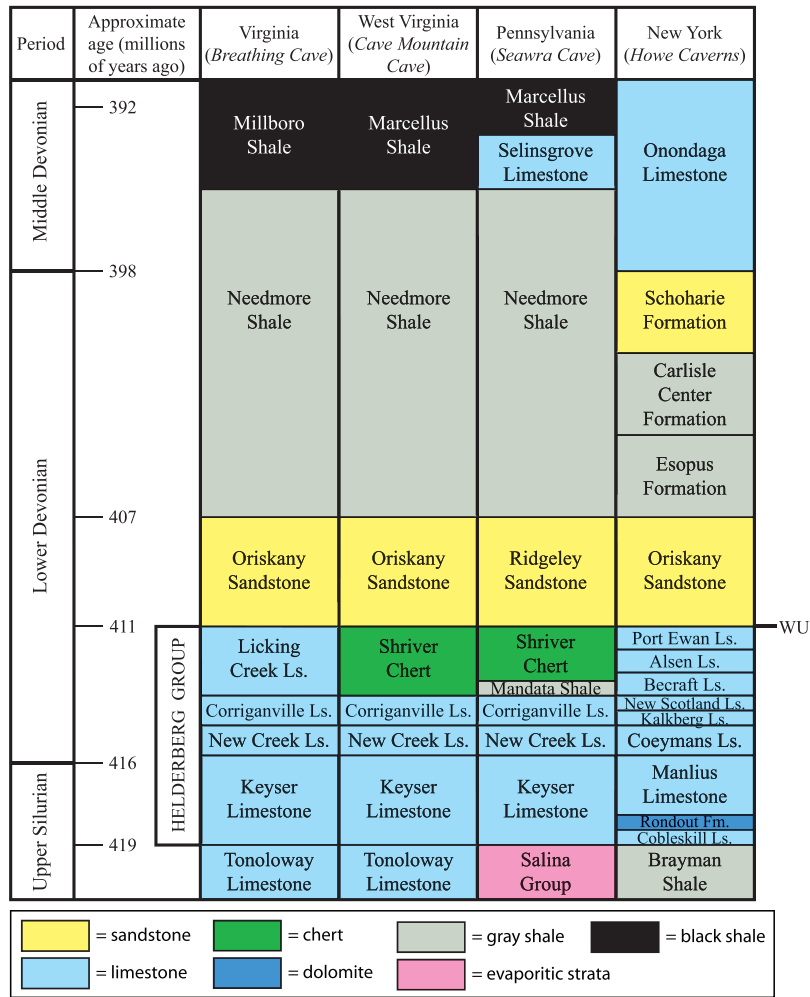 Period
Approximate
age (millions
of years ago)
Virginia
(Breathing Cave)
West Virginia
(Cave Mountain
Cave)
Pennsylvania
(Seawra Cave)
New York
(Howe Caverns)
Middle Devonian
Lower Devonian
Upper Silurian
392
398
407
411
416
419
HELDERBERG GROUP
Millboro
Shale
Needmore
Shale
Oriskany
Sandstone
Licking
Creek Ls.
Corriganville Ls.
New Creek Ls.
Keyser
Limestone
Tonoloway
Limestone
Marcellus
Shale
Needmore
Shale
Oriskany
Sandstone
Shriver
Chert
Corriganville Ls.
New Creek Ls.
Keyser
Limestone
Tonoloway
Limestone
Marcellus
Shale
Selinsgrove
Limestone
Needmore
Shale
Ridgeley
Sandstone
Shriver
Chert
Mandata Shale
Corriganville Ls.
New Creek Ls.
Keyser
Limestone
Salina
Group
Onondaga
Limestone
Schoharie
Formation
Carlisle
Center
Formation
Esopus
Formation
Oriskany
Sandstone
WU
Port Ewan Ls.
Alsen Ls.
Becraft Ls.
New Scotland Ls.
Kalkberg Ls.
Coeymans Ls.
Manlius
Limestone
Rondout Fm.
Cobleskill Ls.
Brayman
Shale
= sandstone
= chert
= gray shale
= black shale
= limestone
= dolomite
= evaporitic strata